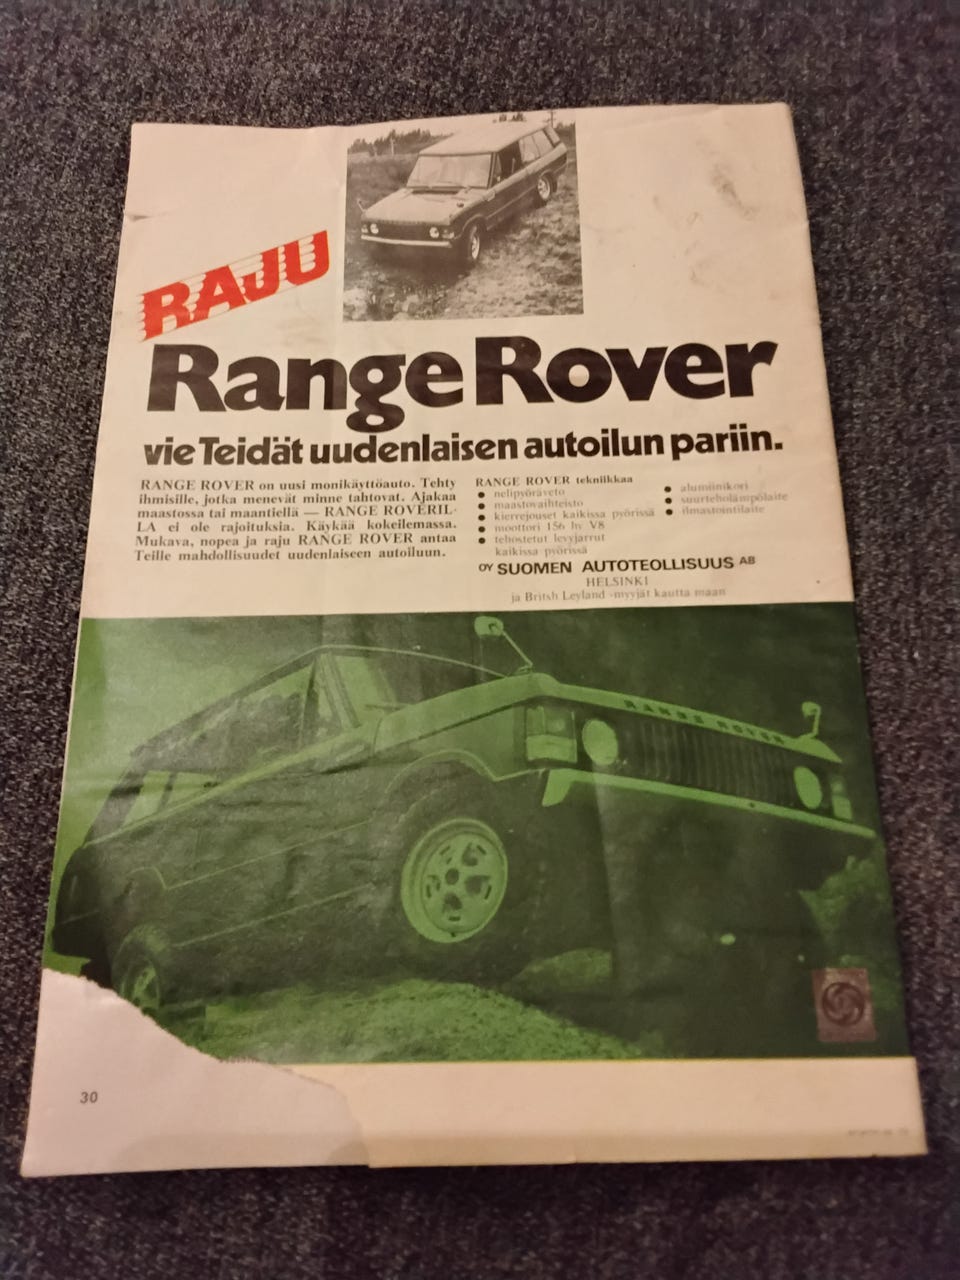 RAJU
Range Rover
vie Teidät uudenlaisen autoilun pariin.
RANGE ROVER on uusi monikäyttöauto. Tehty
ihmisille, jotka menevät minne tahtovat. Ajakaa
maastossa tai maantiellä — RANGE ROVERIL-
LA ei ole rajoituksia. Käykää kokeilemassa.
Mukava, nopea ja raju RANGE ROVER antaa
Teille mahdollisuudet uudenlaiseen autoiluun.
RANGE ROVER tekniikkaa
● nelipyöräveto
● maastovaihteisto
● kierrejouset kaikissa pyörissä
● moottori 156 hv V8
● tehostetut levyjarrut
kaikissa pyörissä
● alumiinikori
● suurteholämpölaite
● ilmastointilaite
OY SUOMEN AUTOTEOLLISUUS AB
HELSINKI
ja British Leyland -myyjät kautta maan
RANGE ROVER
30